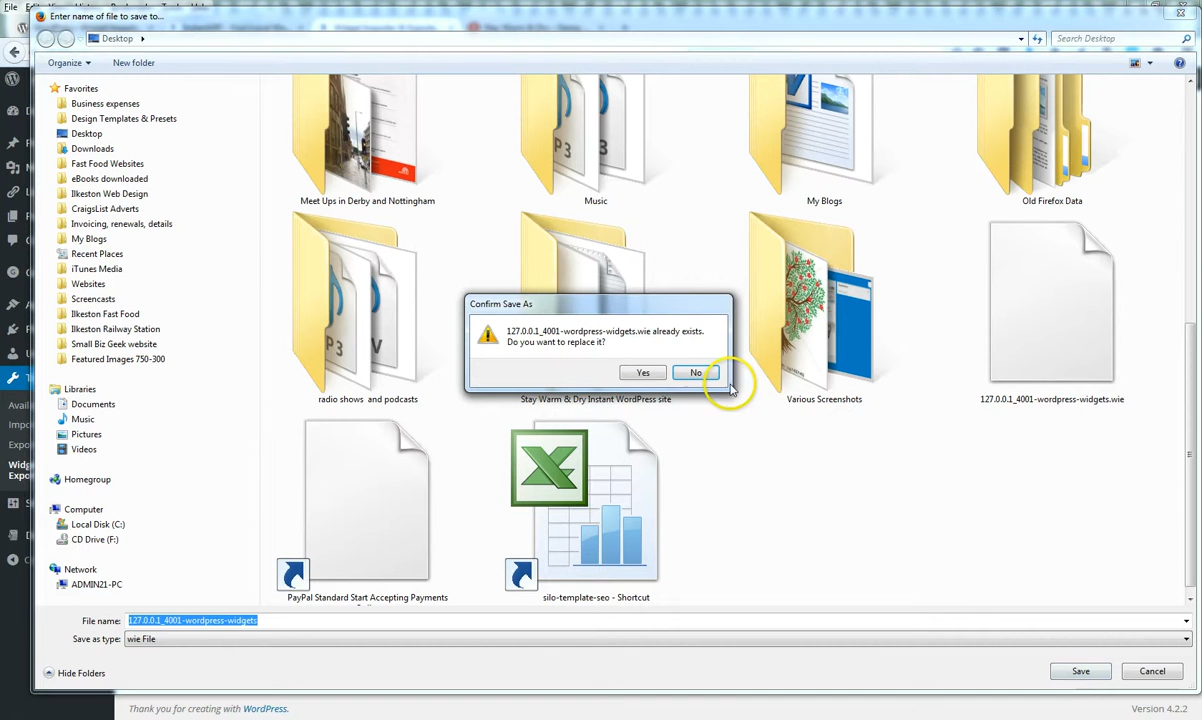 Enter name of file to save to...
Desktop
Search Desktop
Organize
New folder
Favorites
Business expenses
Design Templates & Presets
Desktop
Downloads
Fast Food Websites
eBooks downloaded
Ilkeston Web Design
CraigsList Adverts
Invoicing, renewals, details
My Blogs
Recent Places
iTunes Media
Websites
Screencasts
Ilkeston Fast Food
Ilkeston Railway Station
Small Biz Geek website
Featured Images 750-300
Libraries
Documents
Music
Pictures
Videos
Homegroup
Computer
Local Disk (C:)
CD Drive (F:)
Network
ADMIN21-PC
Meet Ups in Derby and Nottingham
Music
My Blogs
Old Firefox Data
radio shows and podcasts
Stay Warm & Dry Instant WordPress site
Various Screenshots
127.0.0.1_4001-wordpress-widgets.wie
PayPal Standard Start Accepting Payments
silo-template-seo - Shortcut
Confirm Save As
127.0.0.1_4001-wordpress-widgets.wie already exists.
Do you want to replace it?
Yes
No
File name:
127.0.0.1_4001-wordpress-widgets
Save as type:
wie File
Hide Folders
Save
Cancel
Thank you for creating with WordPress.
Version 4.2.2